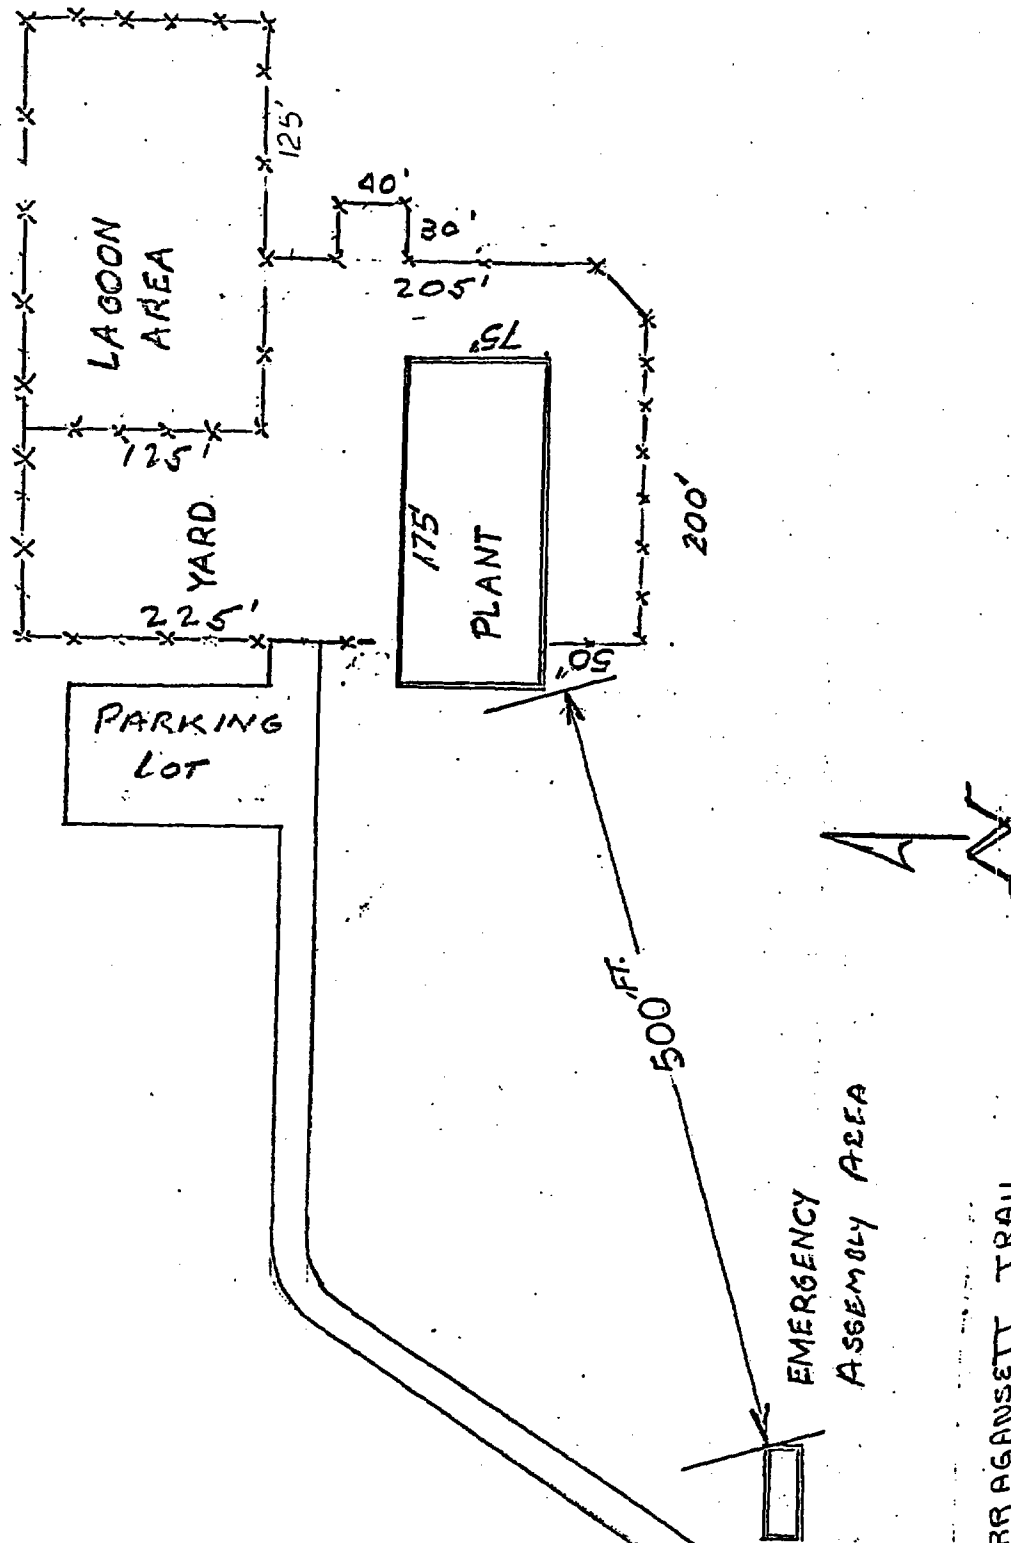 LAGOON
AREA
125'
40'
30'
205'
75'
125'
YARD
225'
175'
PLANT
200'
50'
PARKING
LOT
500 FT.
EMERGENCY
ASSEMBLY AREA
TRAIL